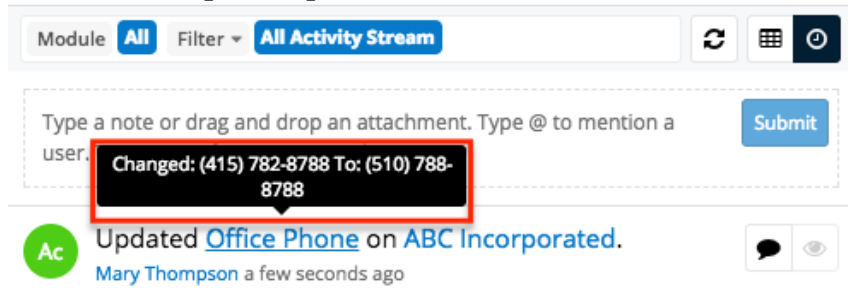 Module All Filter All Activity Stream
Type a note or drag and drop an attachment. Type @ to mention a
Submit
user.
Changed: (415) 782-8788 To: (510) 788-
8788
Ac
Updated Office Phone on ABC Incorporated.
Mary Thompson a few seconds ago